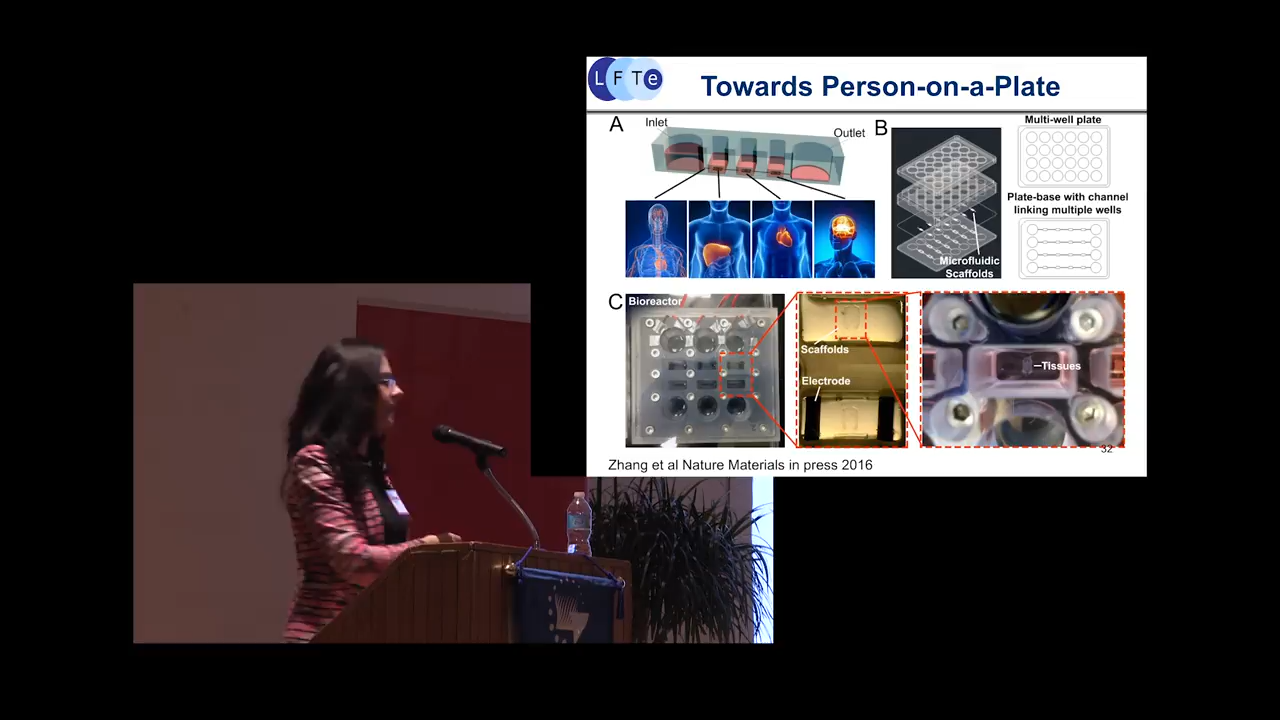 L F T e
Towards Person-on-a-Plate
A
Inlet
Outlet
B
Multi-well plate
Plate-base with channel
linking multiple wells
Microfluidic
Scaffolds
C
Bioreactor
Scaffolds
Electrode
Tissues
32
Zhang et al Nature Materials in press 2016